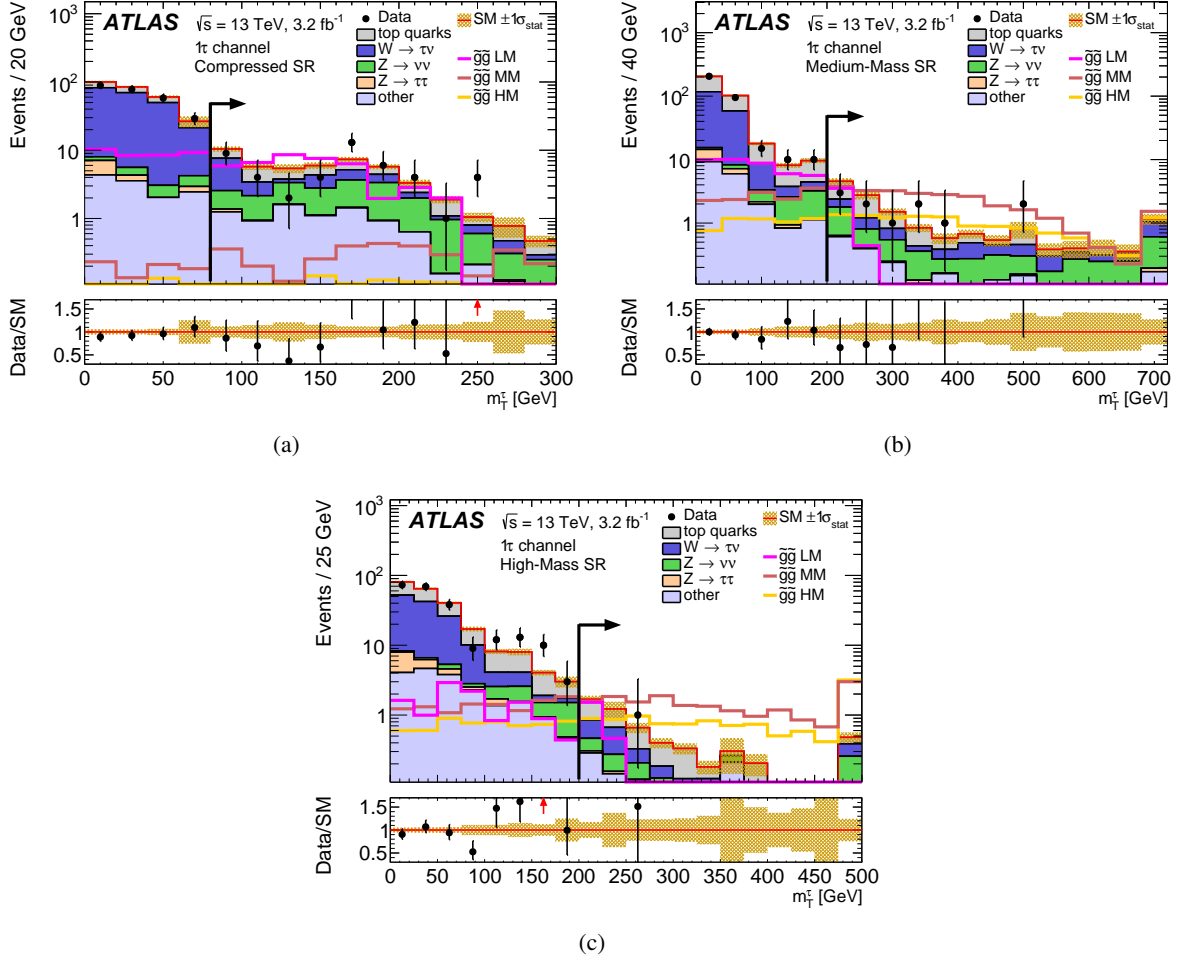 ATLAS
√s = 13 TeV, 3.2 fb⁻¹
1π channel
Compressed SR
Data
top quarks
W → τν
Z → νν
Z → ττ
other
SM ±1σ_stat
g̃g̃ LM
g̃g̃ MM
g̃g̃ HM
Events / 20 GeV
10³
10²
10
1
Data/SM
1.5
1
0.5
0 50 100 150 200 250 300
m_T^τ [GeV]
(a)
ATLAS
√s = 13 TeV, 3.2 fb⁻¹
1π channel
Medium-Mass SR
Data
top quarks
W → τν
Z → νν
Z → ττ
other
SM ±1σ_stat
g̃g̃ LM
g̃g̃ MM
g̃g̃ HM
Events / 40 GeV
10³
10²
10
1
Data/SM
1.5
1
0.5
0 100 200 300 400 500 600 700
m_T^τ [GeV]
(b)
ATLAS
√s = 13 TeV, 3.2 fb⁻¹
1π channel
High-Mass SR
Data
top quarks
W → τν
Z → νν
Z → ττ
other
SM ±1σ_stat
g̃g̃ LM
g̃g̃ MM
g̃g̃ HM
Events / 25 GeV
10³
10²
10
1
Data/SM
1.5
1
0.5
0 50 100 150 200 250 300 350 400 450 500
m_T^τ [GeV]
(c)